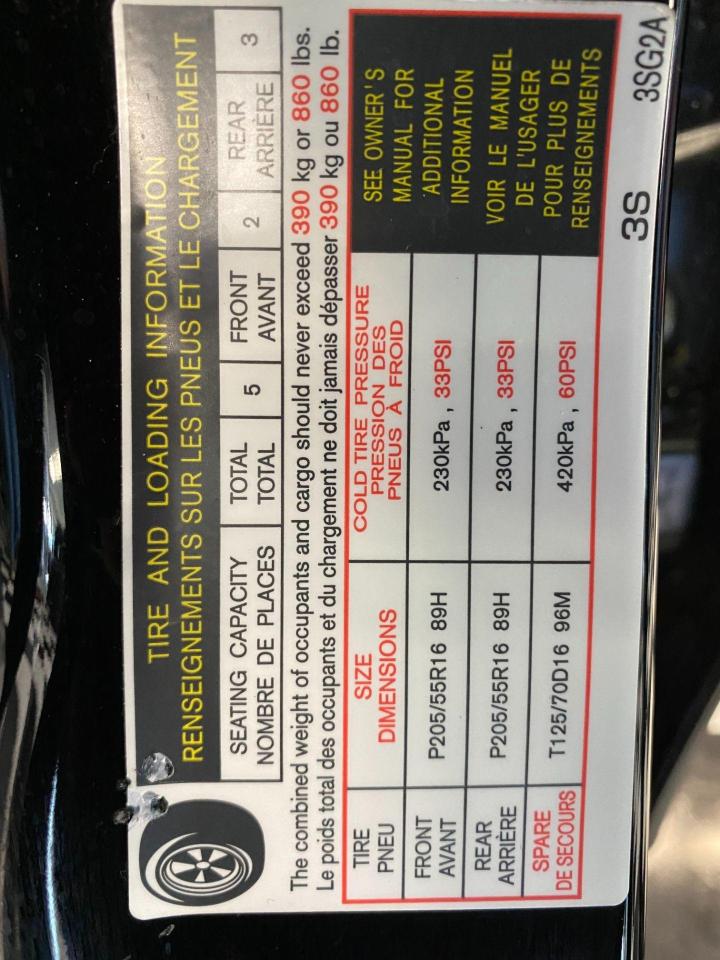 TIRE AND LOADING INFORMATION
RENSEIGNEMENTS SUR LES PNEUS ET LE CHARGEMENT
SEATING CAPACITY TOTAL 5 FRONT 2 REAR 3
NOMBRE DE PLACES TOTAL AVANT ARRIÈRE
The combined weight of occupants and cargo should never exceed 390 kg or 860 lbs.
Le poids total des occupants et du chargement ne doit jamais dépasser 390 kg ou 860 lb.
TIRE SIZE COLD TIRE PRESSURE
PNEU DIMENSIONS PRESSION DES
PNEUS À FROID
FRONT P205/55R16 89H 230kPa , 33PSI
AVANT
REAR P205/55R16 89H 230kPa , 33PSI
ARRIÈRE
SPARE T125/70D16 96M 420kPa , 60PSI
DE SECOURS
SEE OWNER'S
MANUAL FOR
ADDITIONAL
INFORMATION
VOIR LE MANUEL
DE L'USAGER
POUR PLUS DE
RENSEIGNEMENTS
3S 3SG2A